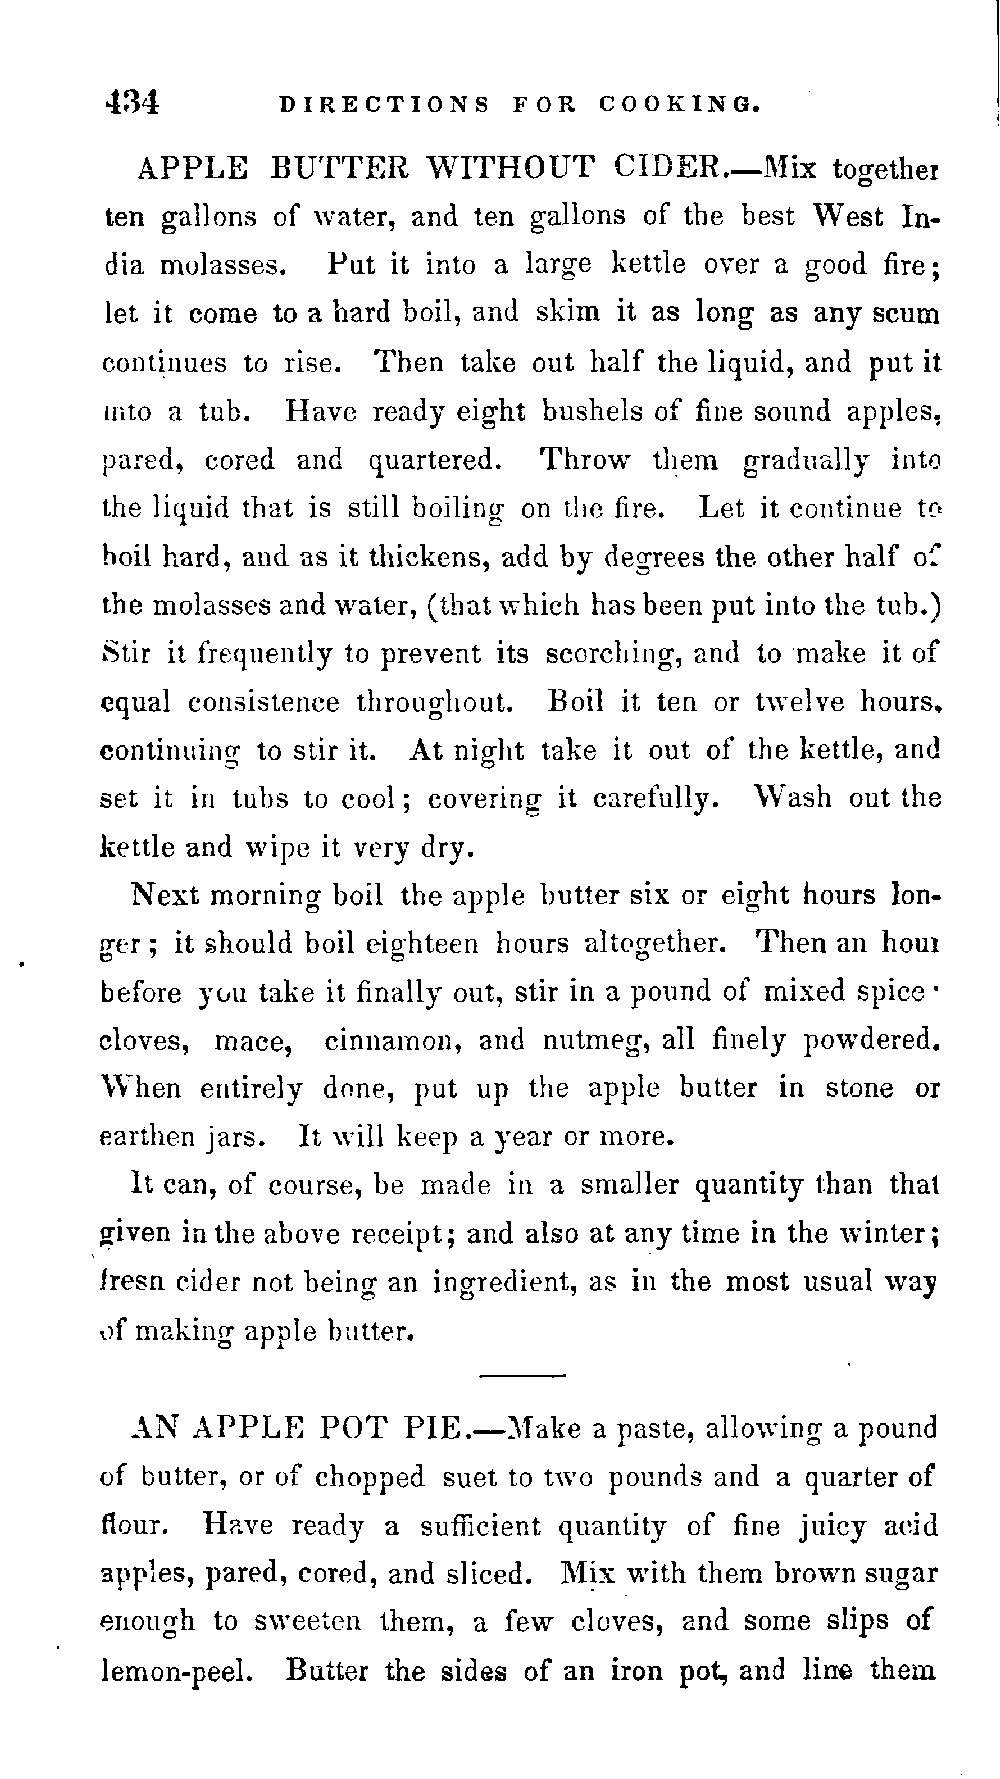 434 DIRECTIONS FOR COOKING.
APPLE BUTTER WITHOUT CIDER.—Mix together
ten gallons of water, and ten gallons of the best West In-
dia molasses. Put it into a large kettle over a good fire;
let it come to a hard boil, and skim it as long as any scum
continues to rise. Then take out half the liquid, and put it
into a tub. Have ready eight bushels of fine sound apples,
pared, cored and quartered. Throw them gradually into
the liquid that is still boiling on the fire. Let it continue to
boil hard, and as it thickens, add by degrees the other half of
the molasses and water, (that which has been put into the tub.)
Stir it frequently to prevent its scorching, and to make it of
equal consistence throughout. Boil it ten or twelve hours,
continuing to stir it. At night take it out of the kettle, and
set it in tubs to cool; covering it carefully. Wash out the
kettle and wipe it very dry.
Next morning boil the apple butter six or eight hours lon-
ger; it should boil eighteen hours altogether. Then an hour
before you take it finally out, stir in a pound of mixed spice·
cloves, mace, cinnamon, and nutmeg, all finely powdered.
When entirely done, put up the apple butter in stone or
earthen jars. It will keep a year or more.
It can, of course, be made in a smaller quantity than that
given in the above receipt; and also at any time in the winter;
fresh cider not being an ingredient, as in the most usual way
of making apple butter.
AN APPLE POT PIE.—Make a paste, allowing a pound
of butter, or of chopped suet to two pounds and a quarter of
flour. Have ready a sufficient quantity of fine juicy acid
apples, pared, cored, and sliced. Mix with them brown sugar
enough to sweeten them, a few cloves, and some slips of
lemon-peel. Butter the sides of an iron pot, and line them